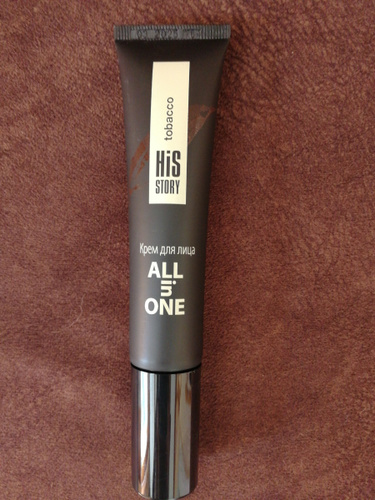 tobacco
HiS
STORY
Крем для лица
ALL
in
ONE